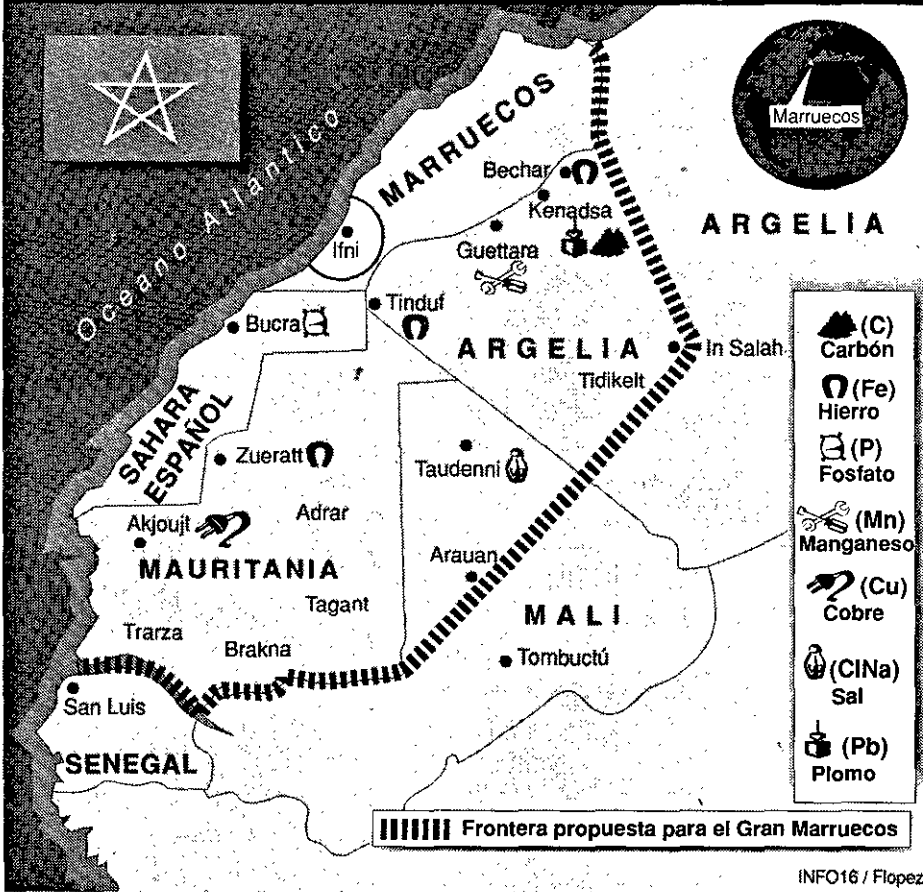 Oceano Atlántico
MARRUECOS
Marruecos
ARGELIA
Bechar
Kenadsa
Guettara
Ifni
Tinduf
Bucra
ARGELIA
In Salah
Tidikelt
SAHARA
ESPAÑOL
Zueratt
Taudenni
Akjoujt
Adrar
MAURITANIA
Arauan
Tagant
MALI
Trarza
Brakna
Tombuctú
San Luis
SENEGAL
(C)
Carbón
(Fe)
Hierro
(P)
Fosfato
(Mn)
Manganeso
(Cu)
Cobre
(ClNa)
Sal
(Pb)
Plomo
Frontera propuesta para el Gran Marruecos
INFO16 / Flopez